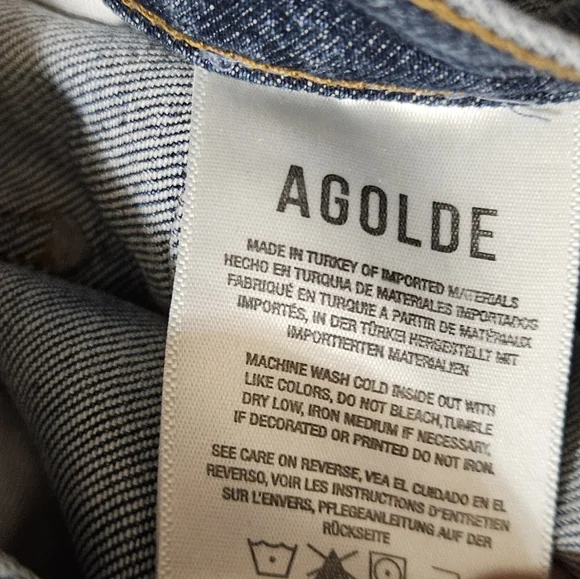 AGOLDE
MADE IN TURKEY OF IMPORTED MATERIALS
HECHO EN TURQUIA DE MATERIALES IMPORTADOS
FABRIQUÉ EN TURQUIE A PARTIR DE MATÉRIAUX
IMPORTÉS, IN DER TÜRKEI HERGESTELLT MIT
IMPORTIERTEN MATERIALIEN
MACHINE WASH COLD INSIDE OUT WITH
LIKE COLORS, DO NOT BLEACH, TUMBLE
DRY LOW, IRON MEDIUM IF NECESSARY,
IF DECORATED OR PRINTED DO NOT IRON.
SEE CARE ON REVERSE, VEA EL CUIDADO EN EL
REVERSO, VOIR LES INSTRUCTIONS D'ENTRETIEN
SUR L'ENVERS, PFLEGEANLEITUNG AUF DER
RÜCKSEITE